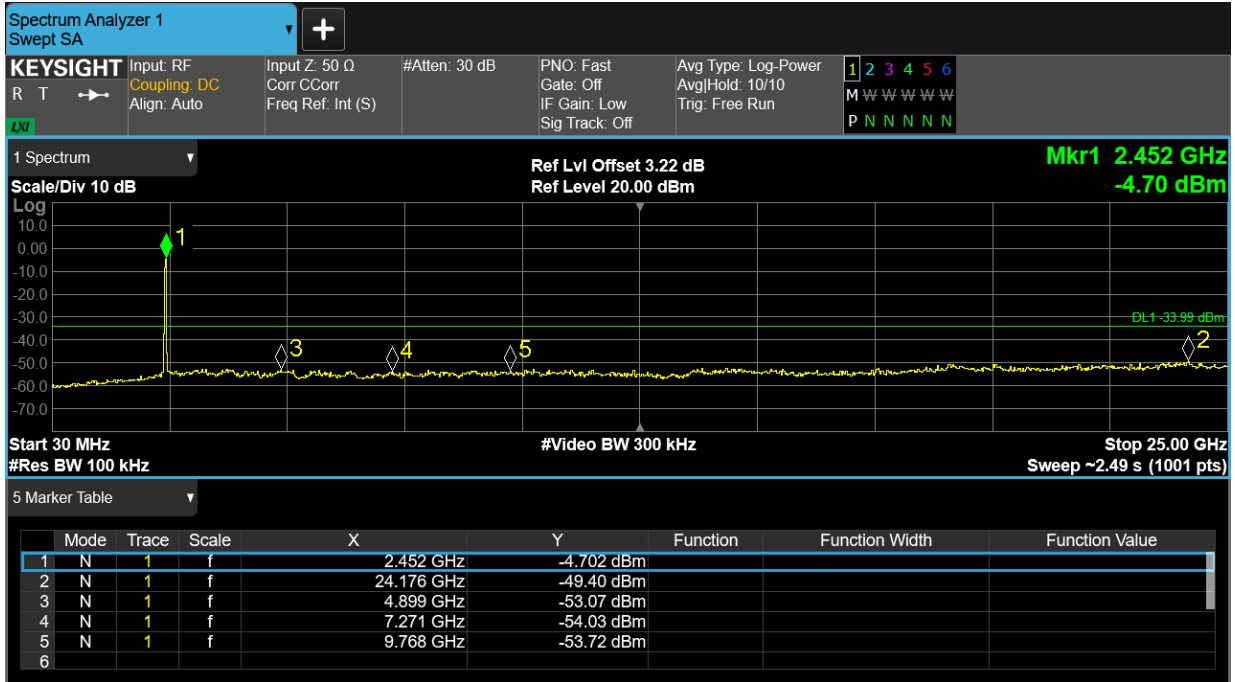 Spectrum Analyzer 1
Swept SA
KEYSIGHT
R T
LXI
Input: RF
Coupling: DC
Align: Auto
Input Z: 50 Ω
Corr CCorr
Freq Ref: Int (S)
#Atten: 30 dB
PNO: Fast
Gate: Off
IF Gain: Low
Sig Track: Off
Avg Type: Log-Power
Avg|Hold: 10/10
Trig: Free Run
1 2 3 4 5 6
M W W W W W
P N N N N N
1 Spectrum
Scale/Div 10 dB
Ref Lvl Offset 3.22 dB
Ref Level 20.00 dBm
Mkr1 2.452 GHz
-4.70 dBm
Log
10.0
0.00
-10.0
-20.0
-30.0
-40.0
-50.0
-60.0
-70.0
1
3
4
5
2
DL1 -33.99 dBm
Start 30 MHz
#Video BW 300 kHz
Stop 25.00 GHz
#Res BW 100 kHz
Sweep ~2.49 s (1001 pts)
5 Marker Table
Mode Trace Scale X Y Function Function Width Function Value
1 N 1 f 2.452 GHz -4.702 dBm
2 N 1 f 24.176 GHz -49.40 dBm
3 N 1 f 4.899 GHz -53.07 dBm
4 N 1 f 7.271 GHz -54.03 dBm
5 N 1 f 9.768 GHz -53.72 dBm
6